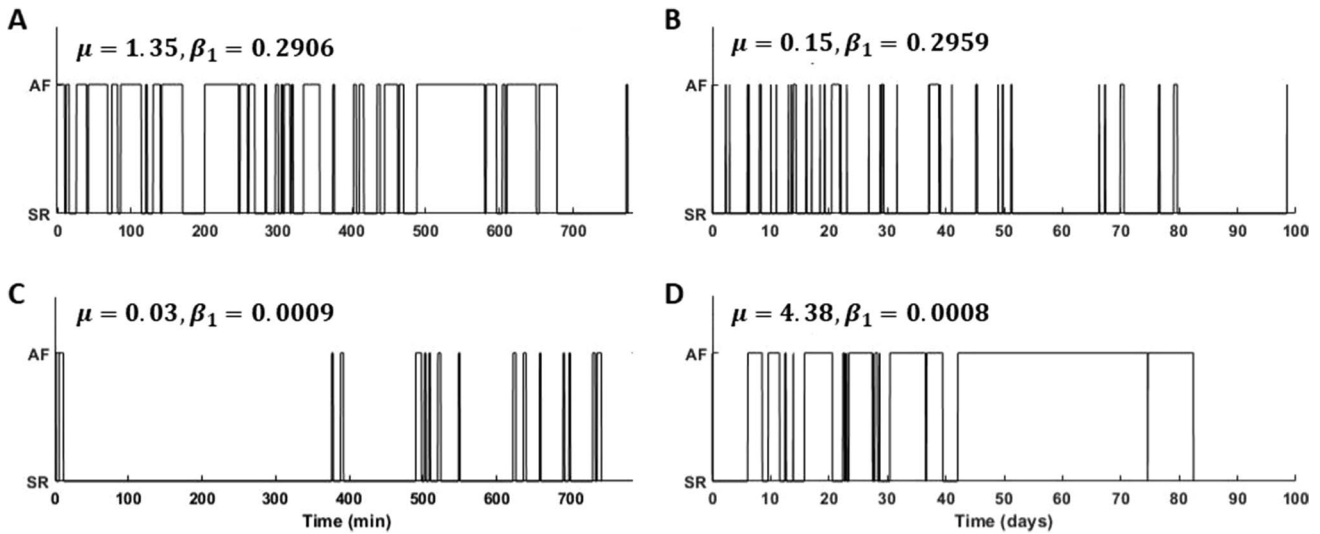 A
μ = 1.35, β₁ = 0.2906
AF
SR
0 100 200 300 400 500 600 700
B
μ = 0.15, β₁ = 0.2959
AF
SR
0 10 20 30 40 50 60 70 80 90 100
C
μ = 0.03, β₁ = 0.0009
AF
SR
0 100 200 300 400 500 600 700
Time (min)
D
μ = 4.38, β₁ = 0.0008
AF
SR
0 10 20 30 40 50 60 70 80 90 100
Time (days)